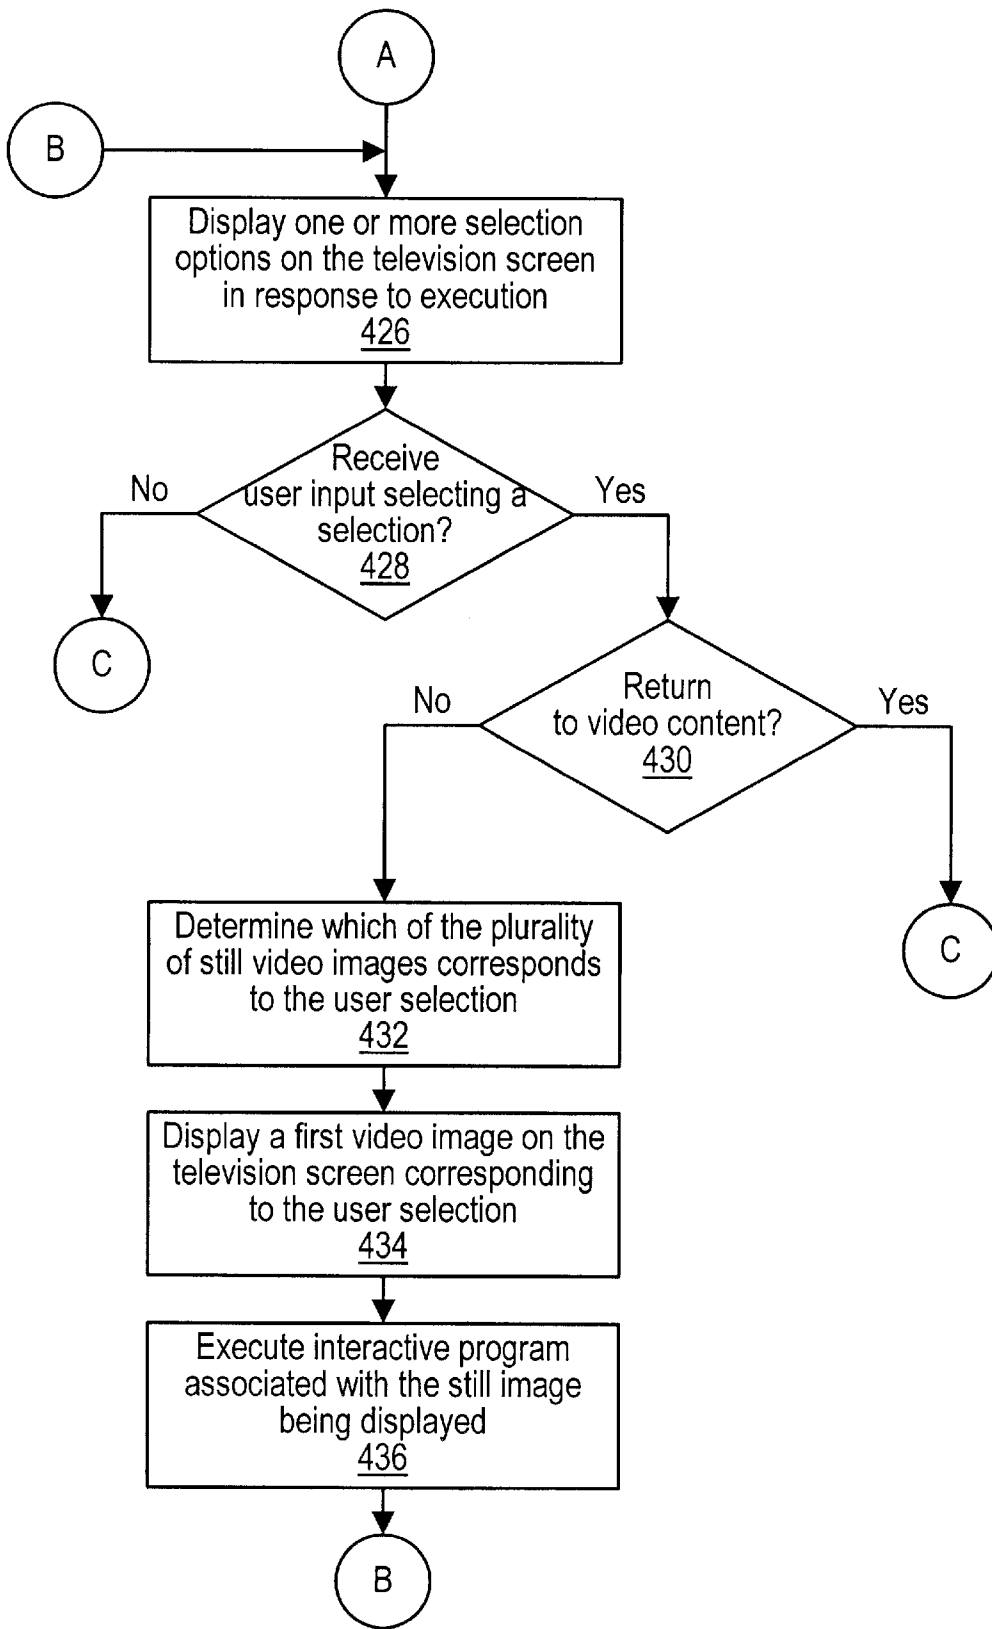 A
B
Display one or more selection
options on the television screen
in response to execution
426
Receive
user input selecting a
selection?
428
No
Yes
C
Return
to video content?
430
No
Yes
C
Determine which of the plurality
of still video images corresponds
to the user selection
432
Display a first video image on the
television screen corresponding
to the user selection
434
Execute interactive program
associated with the still image
being displayed
436
B